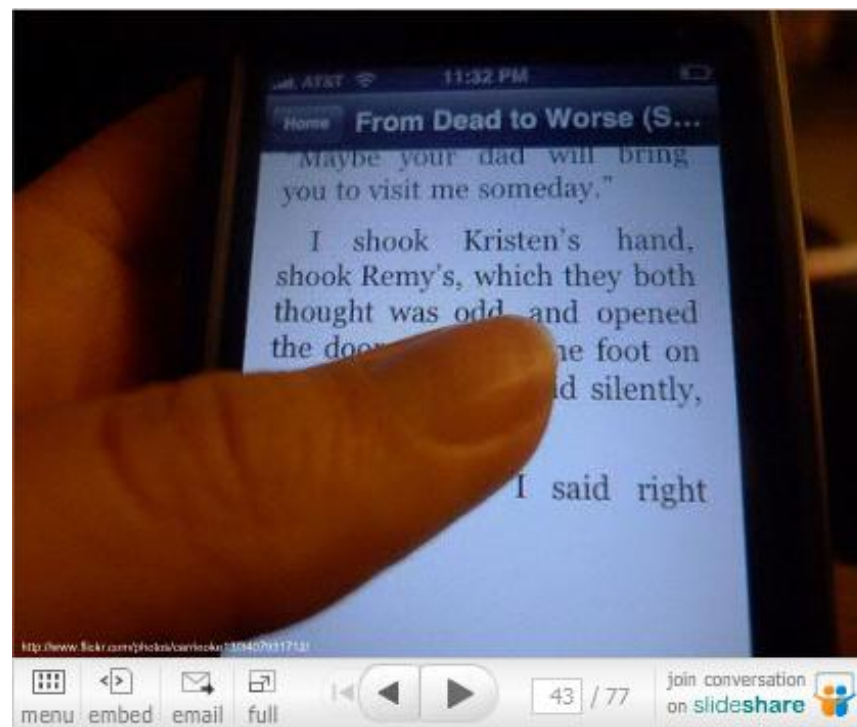 AT&T 11:32 PM
Home From Dead to Worse (S...
"Maybe your dad will bring
you to visit me someday."
I shook Kristen's hand,
shook Remy's, which they both
thought was odd, and opened
the door foot on
silently,
I said right
43 / 77
join conversation
menu embed email full on slideshare